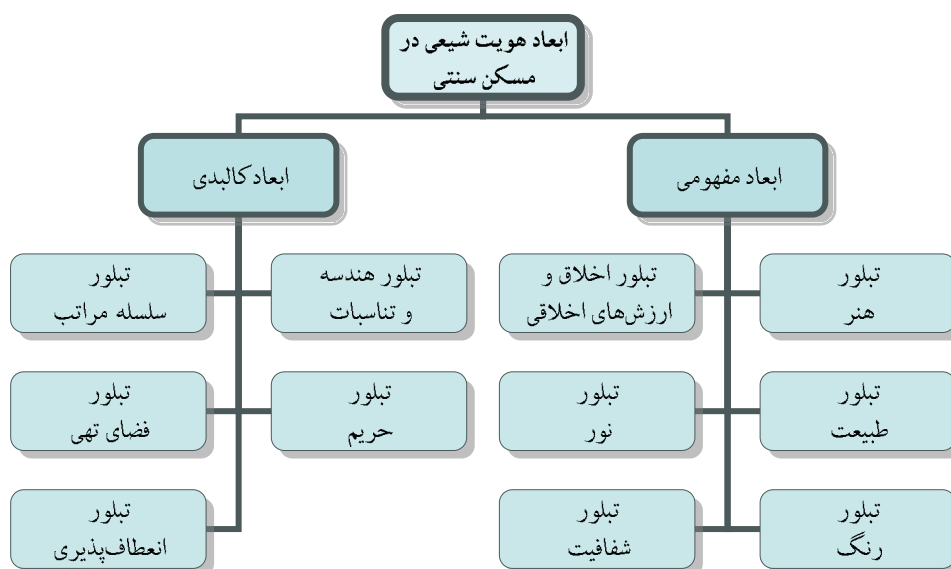 ابعاد هویت شیعی در
مسکن سنتی
ابعاد مفهومی
ابعاد کالبدی
تبلور
هنر
تبلور اخلاق و
ارزش‌های اخلاقی
تبلور هندسه
و تناسبات
تبلور
سلسله مراتب
تبلور
طبیعت
تبلور
نور
تبلور
حریم
تبلور
فضای تهی
تبلور
رنگ
تبلور
شفافیت
تبلور
انعطاف‌پذیری